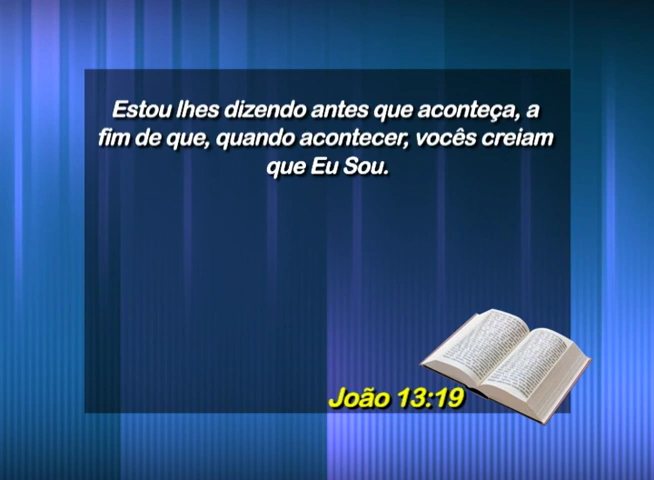 Estou lhes dizendo antes que aconteça, a
fim de que, quando acontecer, vocês creiam
que Eu Sou.
João 13:19